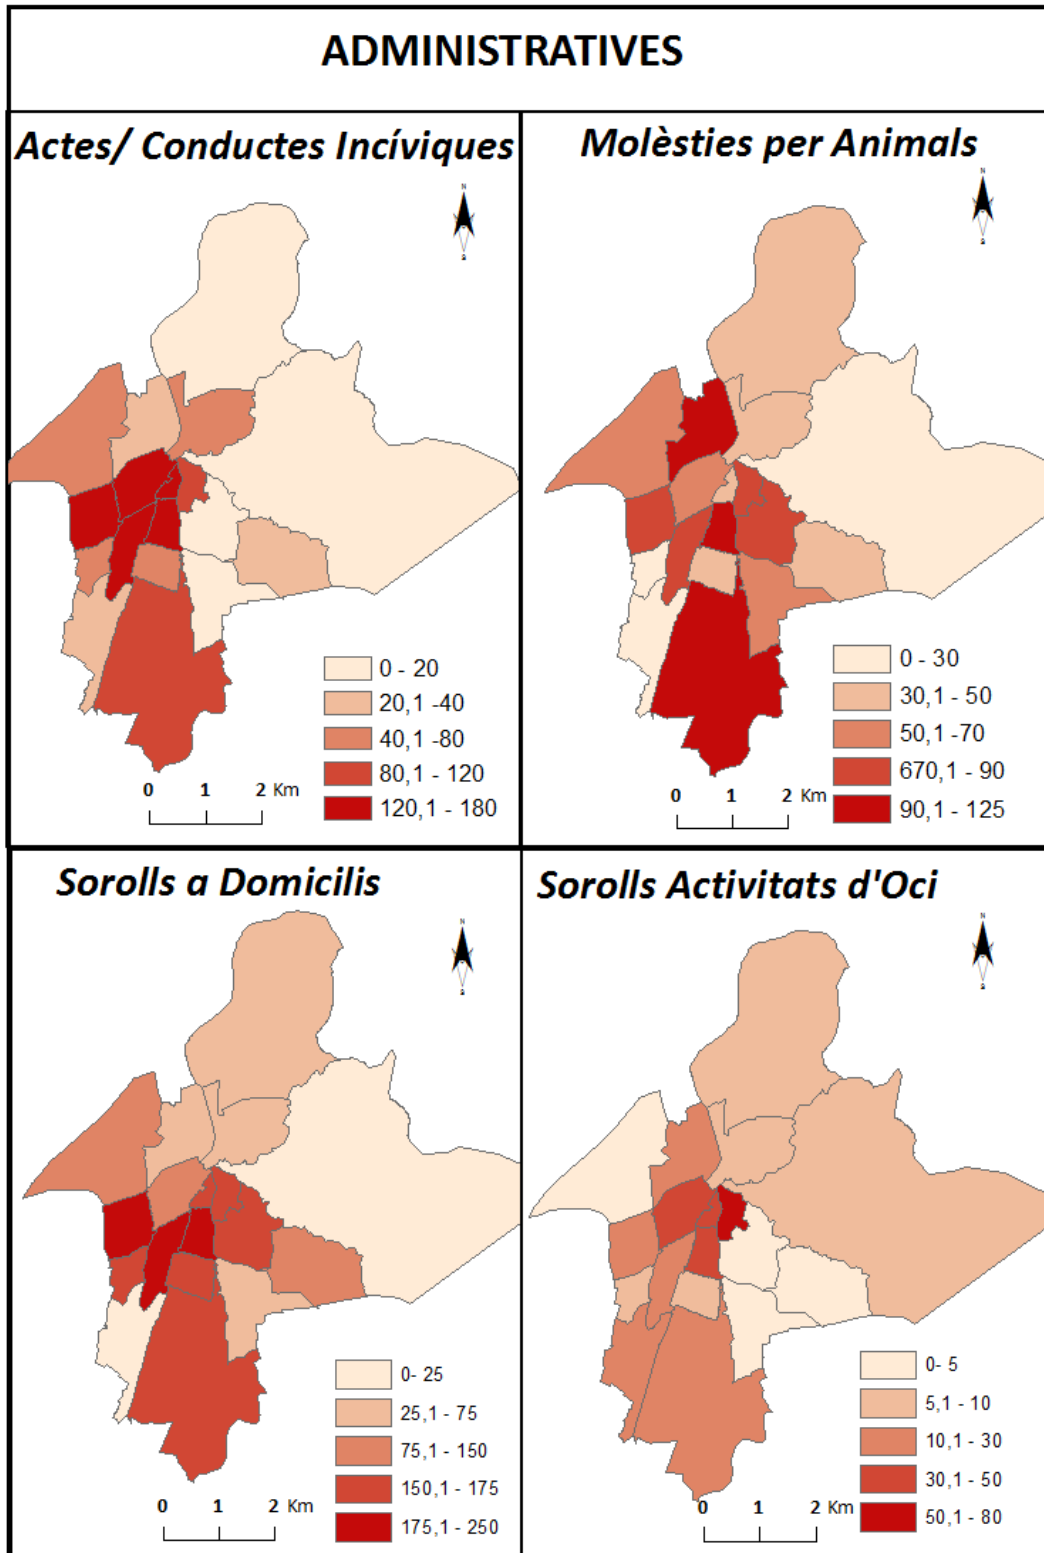 ADMINISTRATIVES
Actes/ Conductes Incíviques
N
S
0 - 20
20,1 -40
40,1 -80
80,1 - 120
120,1 - 180
0 1 2 Km
Molèsties per Animals
N
S
0 - 30
30,1 - 50
50,1 -70
670,1 - 90
90,1 - 125
0 1 2 Km
Sorolls a Domicilis
N
S
0- 25
25,1 - 75
75,1 - 150
150,1 - 175
175,1 - 250
0 1 2 Km
Sorolls Activitats d'Oci
N
S
0- 5
5,1 - 10
10,1 - 30
30,1 - 50
50,1 - 80
0 1 2 Km